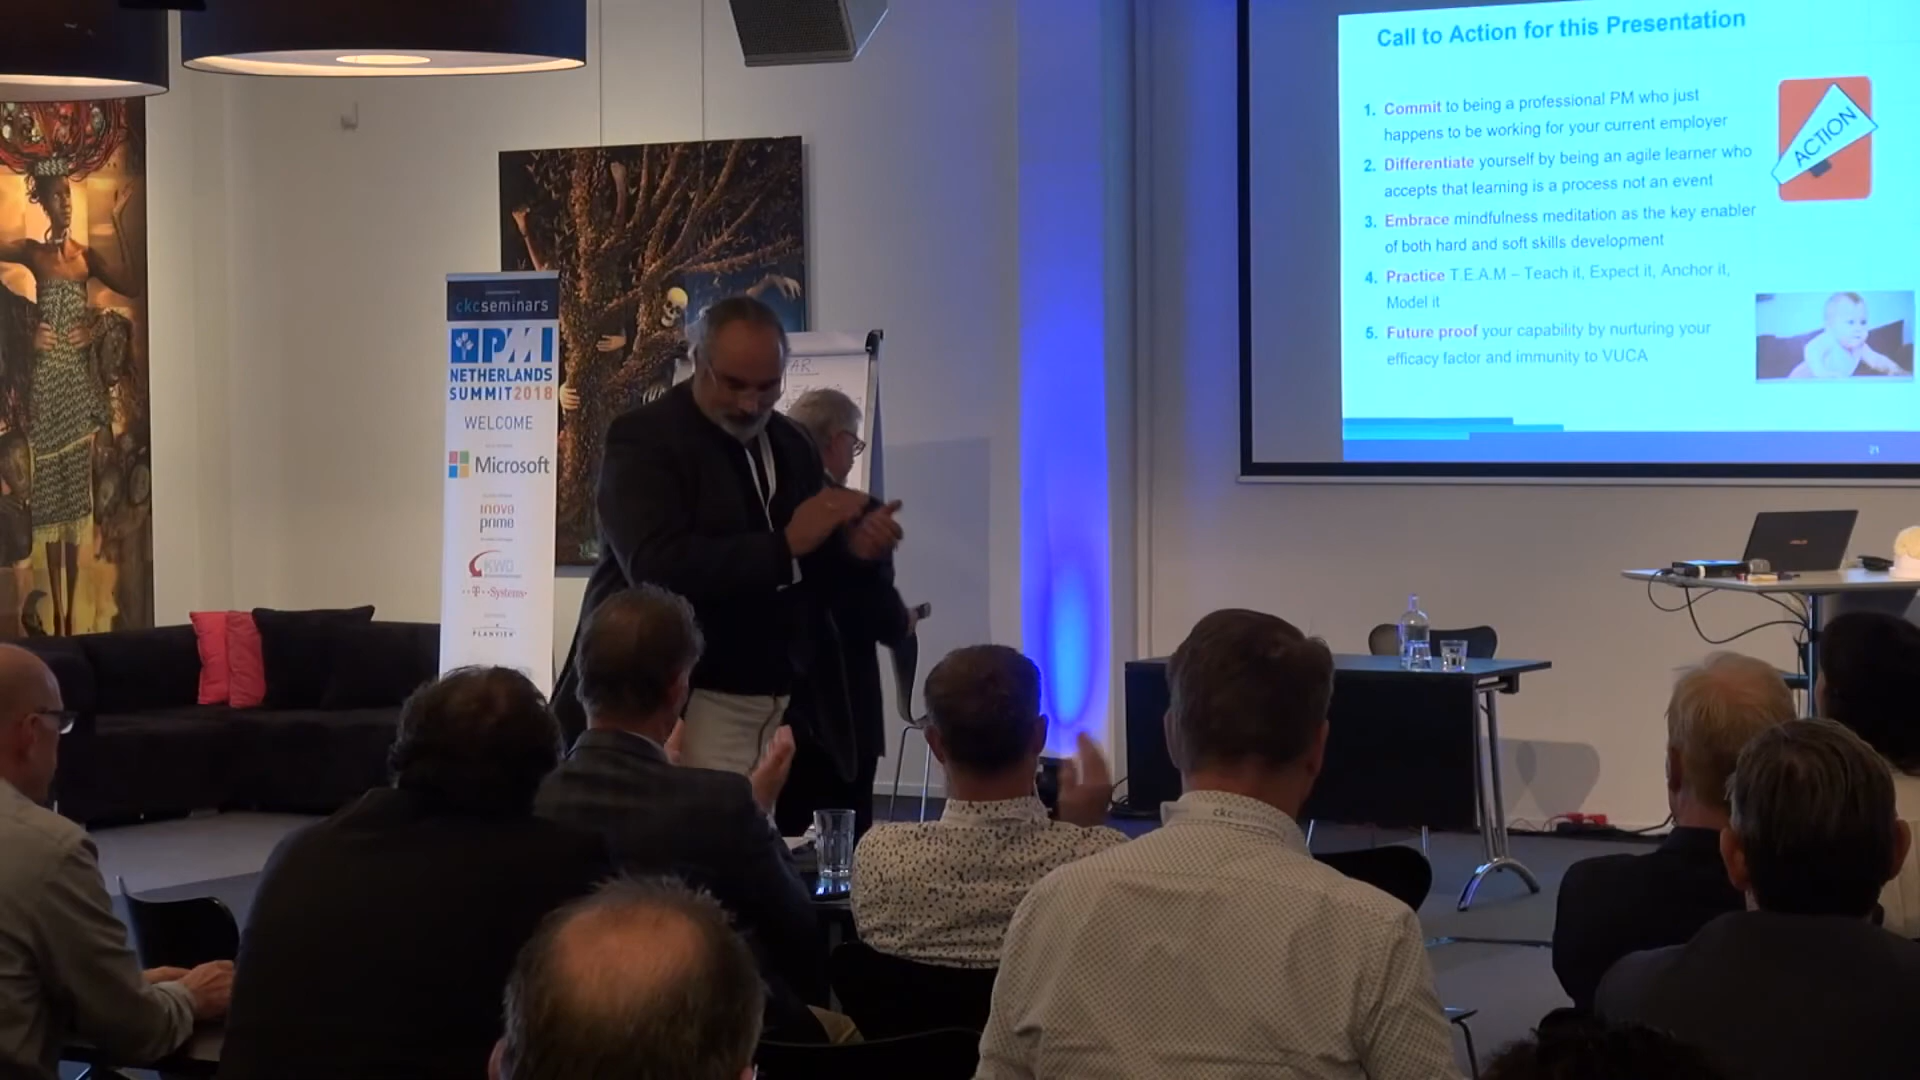 Call to Action for this Presentation
1. Commit to being a professional PM who just
happens to be working for your current employer
2. Differentiate yourself by being an agile learner who
accepts that learning is a process not an event
3. Embrace mindfulness meditation as the key enabler
of both hard and soft skills development
4. Practice T.E.A.M – Teach it, Expect it, Anchor it,
Model it
5. Future proof your capability by nurturing your
efficacy factor and immunity to VUCA
ACTION
21
ckcseminars
PMI
NETHERLANDS
SUMMIT2018
WELCOME
Microsoft
inova
prime
KWD
T Systems
PLANVIEW